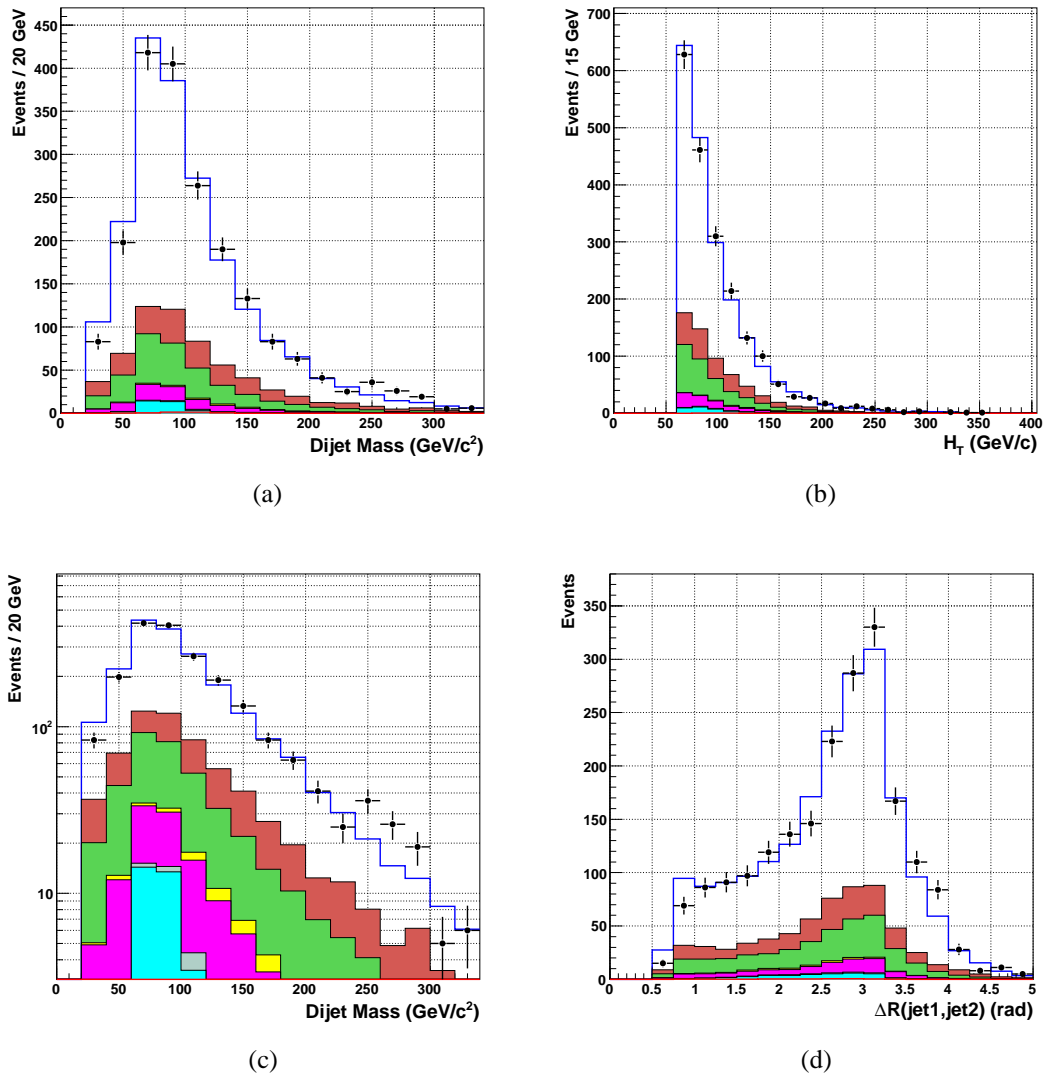 Events / 20 GeV
450
400
350
300
250
200
150
100
50
0
0 50 100 150 200 250 300
Dijet Mass (GeV/c²)
(a)
Events / 15 GeV
700
600
500
400
300
200
100
0
0 50 100 150 200 250 300 350 400
H_T (GeV/c)
(b)
Events / 20 GeV
10²
10
0 50 100 150 200 250 300
Dijet Mass (GeV/c²)
(c)
Events
350
300
250
200
150
100
50
0
0 0.5 1 1.5 2 2.5 3 3.5 4 4.5 5
ΔR(jet1,jet2) (rad)
(d)